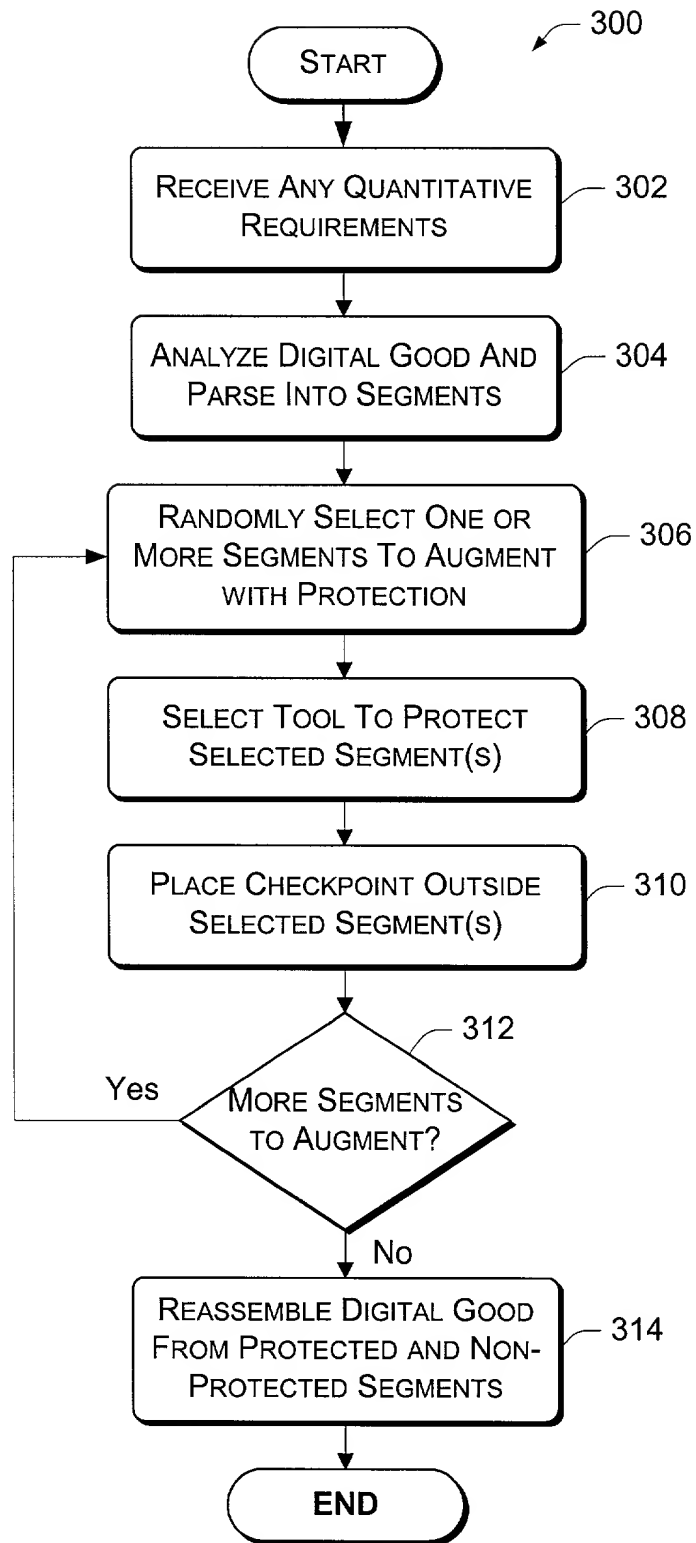 300
START
RECEIVE ANY QUANTITATIVE
REQUIREMENTS
302
ANALYZE DIGITAL GOOD AND
PARSE INTO SEGMENTS
304
RANDOMLY SELECT ONE OR
MORE SEGMENTS TO AUGMENT
WITH PROTECTION
306
SELECT TOOL TO PROTECT
SELECTED SEGMENT(S)
308
PLACE CHECKPOINT OUTSIDE
SELECTED SEGMENT(S)
310
312
Yes
MORE SEGMENTS
TO AUGMENT?
No
REASSEMBLE DIGITAL GOOD
FROM PROTECTED AND NON-
PROTECTED SEGMENTS
314
END